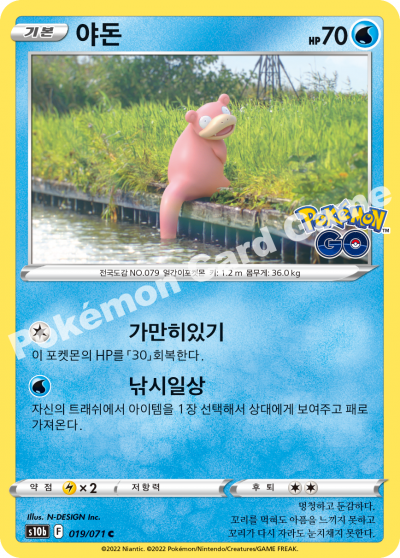 기본 야돈 HP 70
Pokémon Card Game
Pokémon GO
전국도감 NO.079 얼간이포켓몬 키: 1.2 m 몸무게: 36.0 kg
가만히있기
이 포켓몬의 HP를 「30」회복한다.
낚시일상
자신의 트래쉬에서 아이템을 1장 선택해서 상대에게 보여주고 패로
가져온다.
약점 ×2 저항력 후퇴
Illus. N-DESIGN Inc.
s10b F 019/071 C
멍청하고 둔감하다.
꼬리를 먹혀도 아픔을 느끼지 못하고
꼬리가 다시 자라도 눈치채지 못한다.
©2022 Niantic. ©2022 Pokémon/Nintendo/Creatures/GAME FREAK.